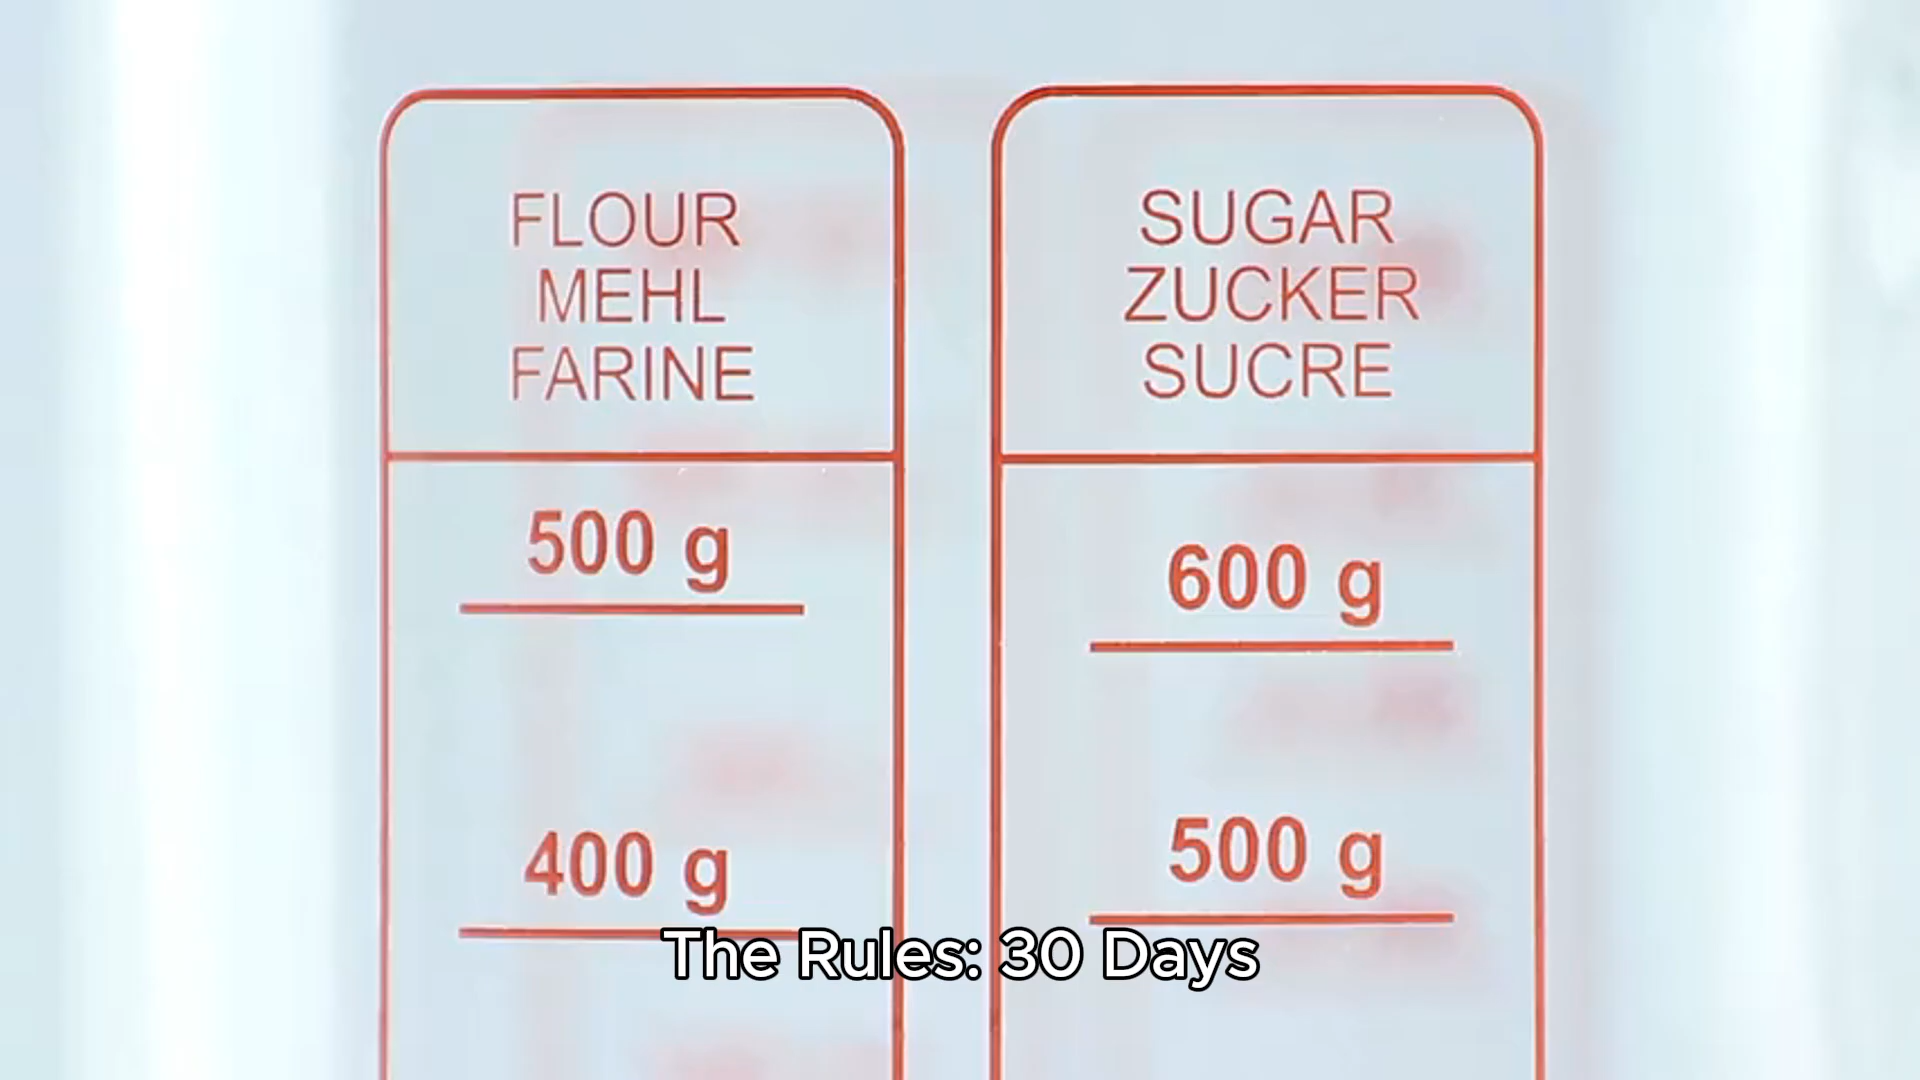 FLOUR
MEHL
FARINE
500 g
400 g
SUGAR
ZUCKER
SUCRE
600 g
500 g
The Rules: 30 Days